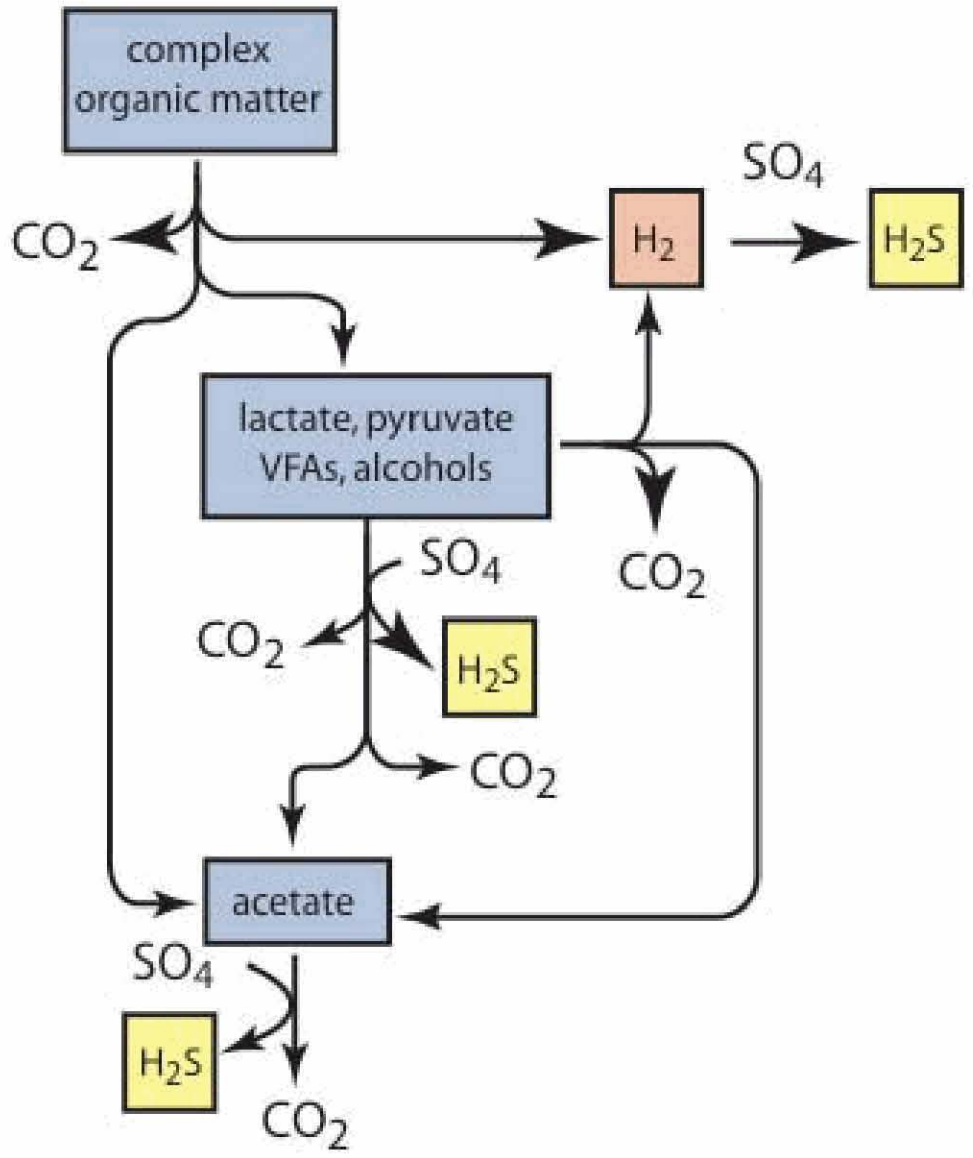 complex
organic matter
SO₄
CO₂
H₂
H₂S
lactate, pyruvate
VFAs, alcohols
SO₄
CO₂
CO₂
H₂S
CO₂
acetate
SO₄
H₂S
CO₂